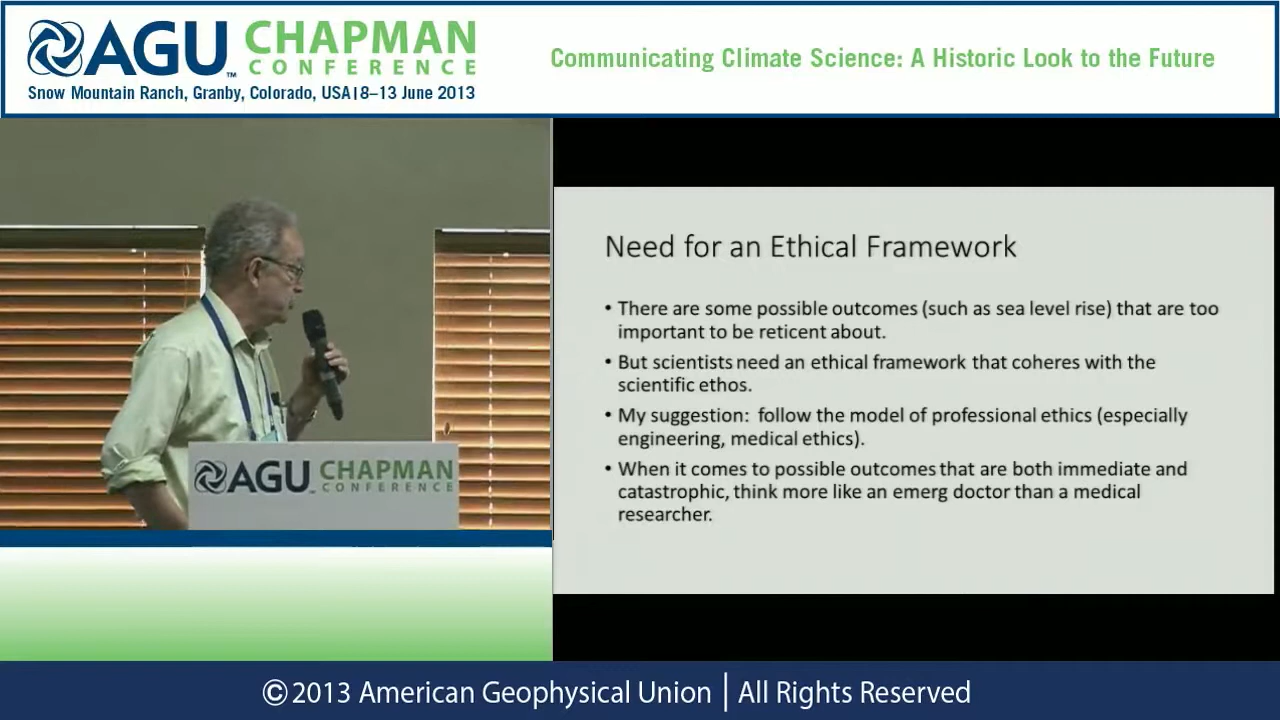 AGU™ CHAPMAN
CONFERENCE
Snow Mountain Ranch, Granby, Colorado, USA | 8–13 June 2013
Communicating Climate Science: A Historic Look to the Future
AGU CHAPMAN
CONFERENCE
Need for an Ethical Framework
• There are some possible outcomes (such as sea level rise) that are too
important to be reticent about.
• But scientists need an ethical framework that coheres with the
scientific ethos.
• My suggestion: follow the model of professional ethics (especially
engineering, medical ethics).
• When it comes to possible outcomes that are both immediate and
catastrophic, think more like an emerg doctor than a medical
researcher.
©2013 American Geophysical Union | All Rights Reserved